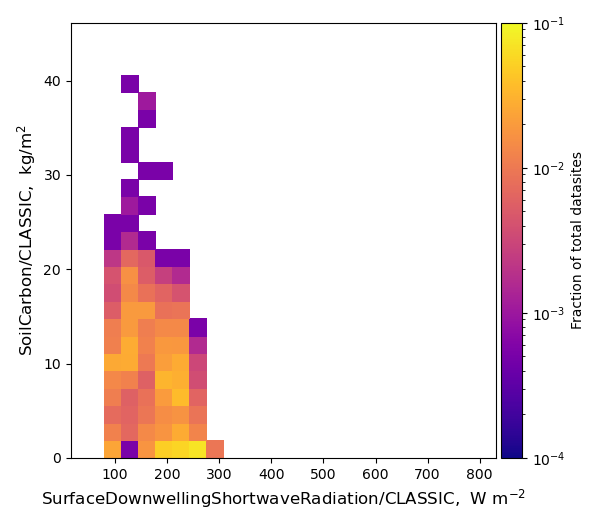 10⁻¹
40
30
10⁻²
SoilCarbon/CLASSIC, kg/m²
Fraction of total datasites
20
10⁻³
10
0
10⁻⁴
100 200 300 400 500 600 700 800
SurfaceDownwellingShortwaveRadiation/CLASSIC, W m⁻²